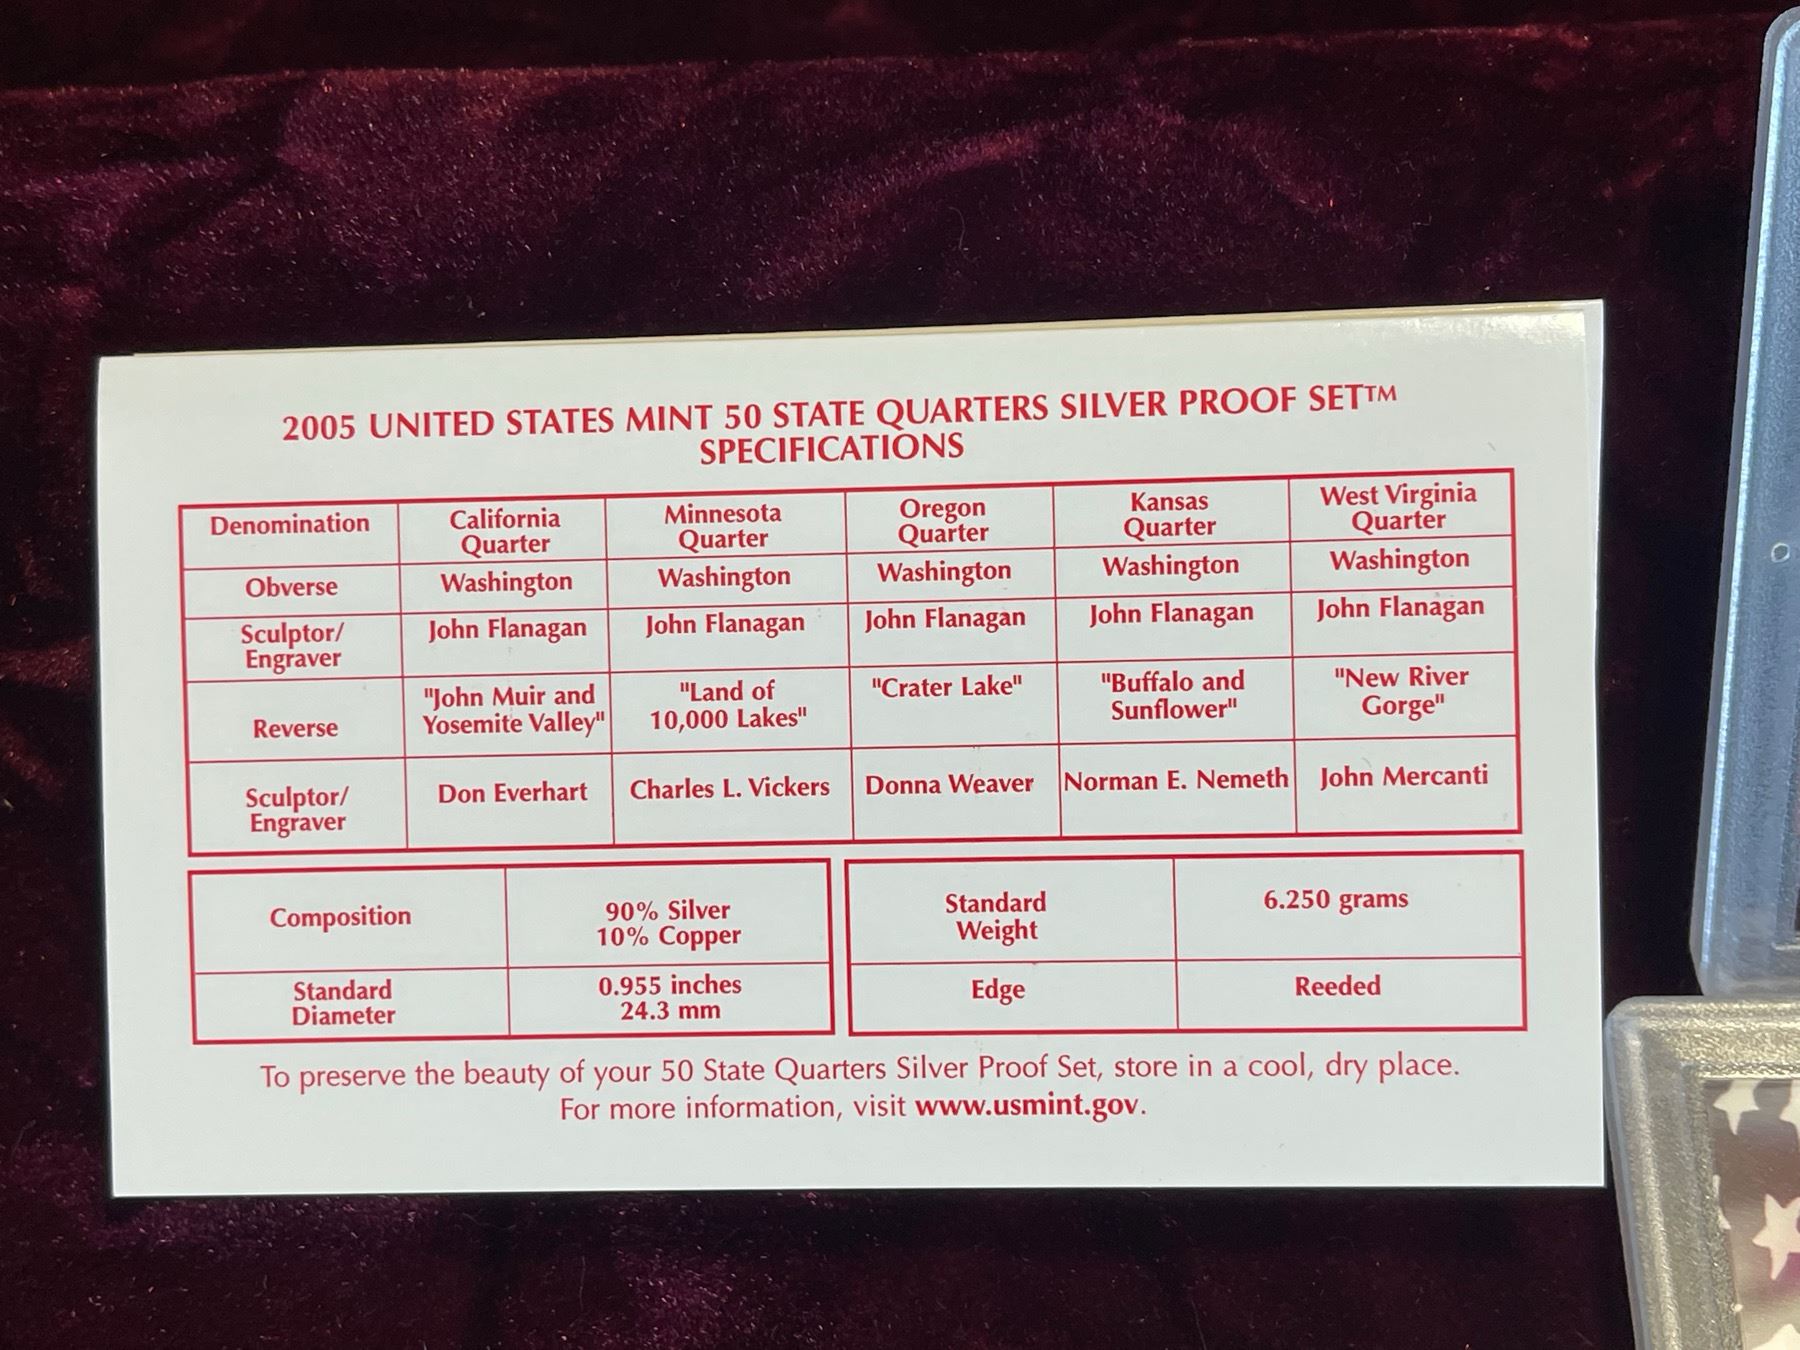 2005 UNITED STATES MINT 50 STATE QUARTERS SILVER PROOF SET™
SPECIFICATIONS
Denomination
California
Quarter
Minnesota
Quarter
Oregon
Quarter
Kansas
Quarter
West Virginia
Quarter
Obverse
Washington
Washington
Washington
Washington
Washington
Sculptor/
Engraver
John Flanagan
John Flanagan
John Flanagan
John Flanagan
John Flanagan
Reverse
"John Muir and
Yosemite Valley"
"Land of
10,000 Lakes"
"Crater Lake"
"Buffalo and
Sunflower"
"New River
Gorge"
Sculptor/
Engraver
Don Everhart
Charles L. Vickers
Donna Weaver
Norman E. Nemeth
John Mercanti
Composition
90% Silver
10% Copper
Standard
Weight
6.250 grams
Standard
Diameter
0.955 inches
24.3 mm
Edge
Reeded
To preserve the beauty of your 50 State Quarters Silver Proof Set, store in a cool, dry place.
For more information, visit www.usmint.gov.